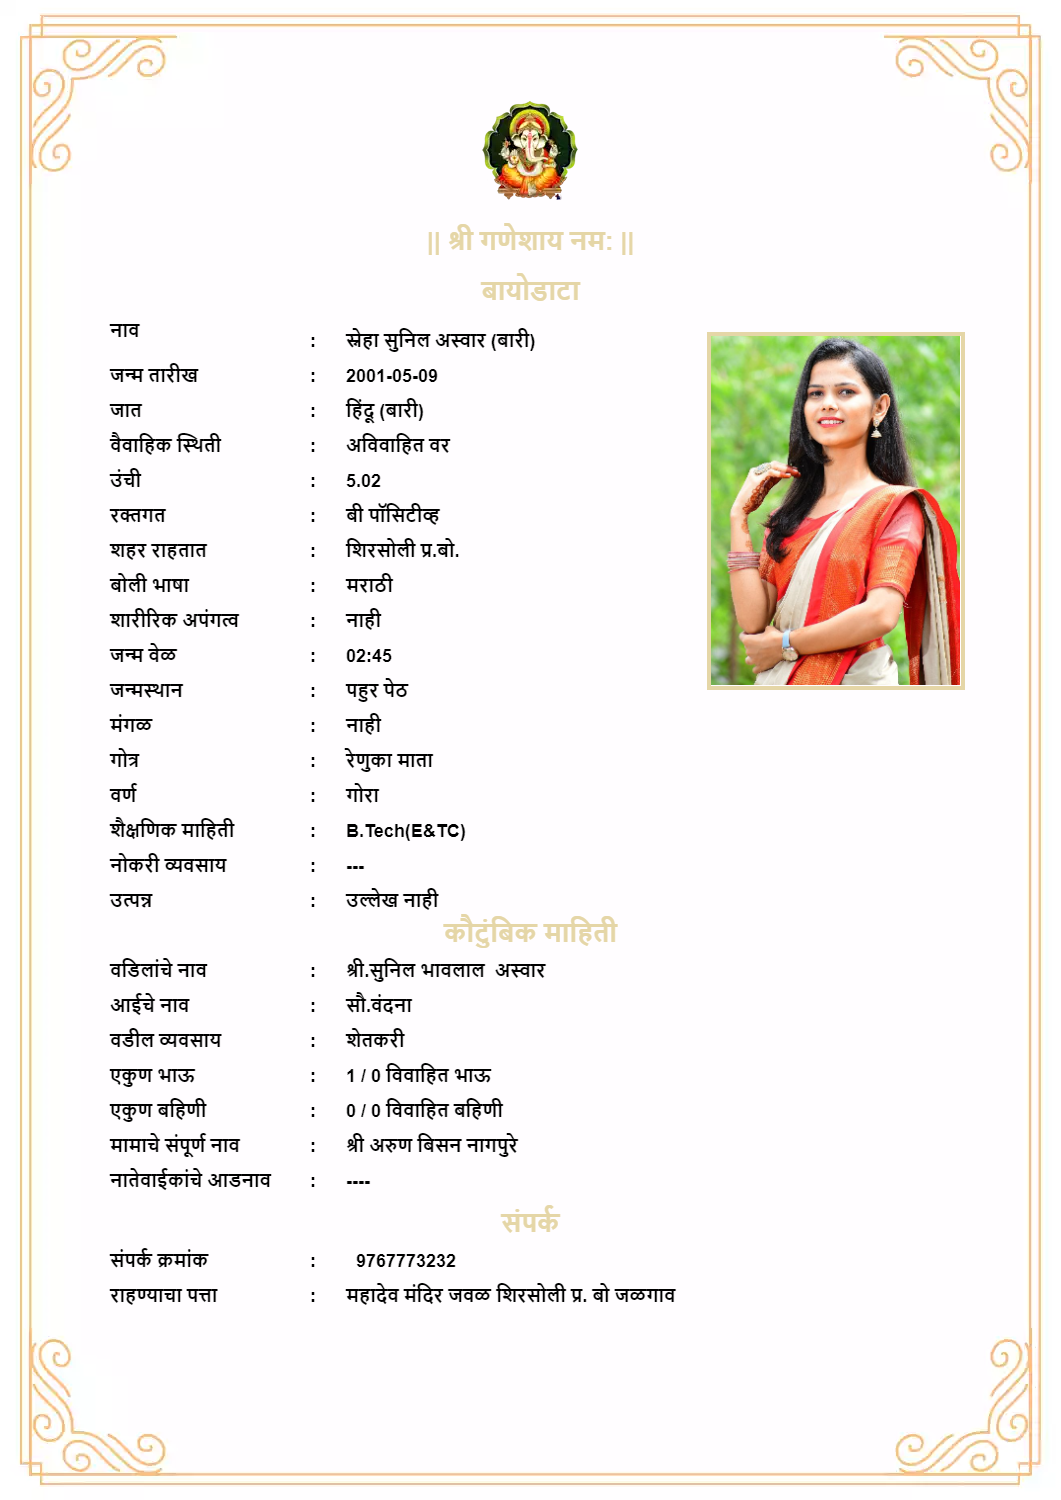 || श्री गणेशाय नम: ||
बायोडाटा
नाव : स्नेहा सुनिल अस्वार (बारी)
जन्म तारीख : 2001-05-09
जात : हिंदू (बारी)
वैवाहिक स्थिती : अविवाहित वर
उंची : 5.02
रक्तगत : बी पॉसिटीव्ह
शहर राहतात : शिरसोली प्र.बो.
बोली भाषा : मराठी
शारीरिक अपंगत्व : नाही
जन्म वेळ : 02:45
जन्मस्थान : पहुर पेठ
मंगळ : नाही
गोत्र : रेणुका माता
वर्ण : गोरा
शैक्षणिक माहिती : B.Tech(E&TC)
नोकरी व्यवसाय : ---
उत्पन्न : उल्लेख नाही
कौटुंबिक माहिती
वडिलांचे नाव : श्री.सुनिल भावलाल अस्वार
आईचे नाव : सौ.वंदना
वडील व्यवसाय : शेतकरी
एकुण भाऊ : 1 / 0 विवाहित भाऊ
एकुण बहिणी : 0 / 0 विवाहित बहिणी
मामाचे संपूर्ण नाव : श्री अरुण बिसन नागपुरे
नातेवाईकांचे आडनाव : ----
संपर्क
संपर्क क्रमांक : 9767773232
राहण्याचा पत्ता : महादेव मंदिर जवळ शिरसोली प्र. बो जळगाव